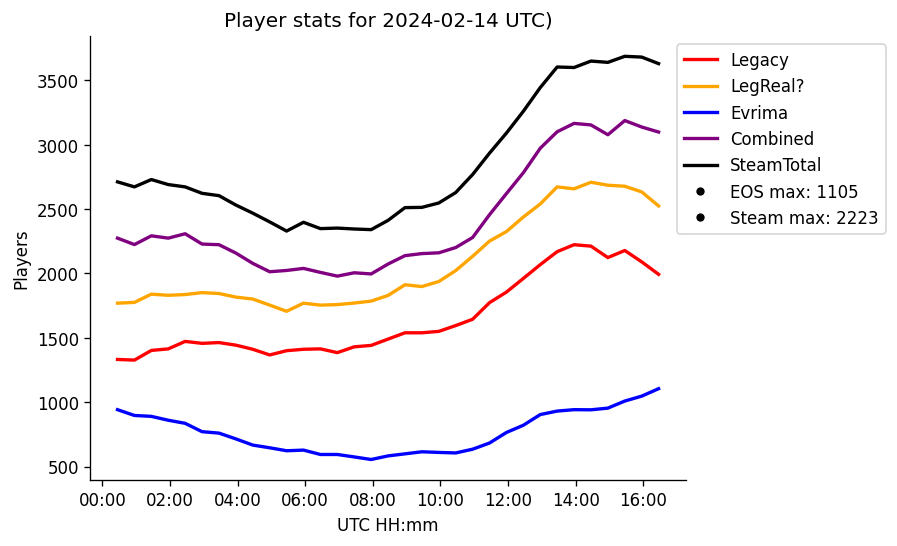 Player stats for 2024-02-14 UTC)
Players
3500
3000
2500
2000
1500
1000
500
00:00 02:00 04:00 06:00 08:00 10:00 12:00 14:00 16:00
UTC HH:mm
Legacy
LegReal?
Evrima
Combined
SteamTotal
EOS max: 1105
Steam max: 2223